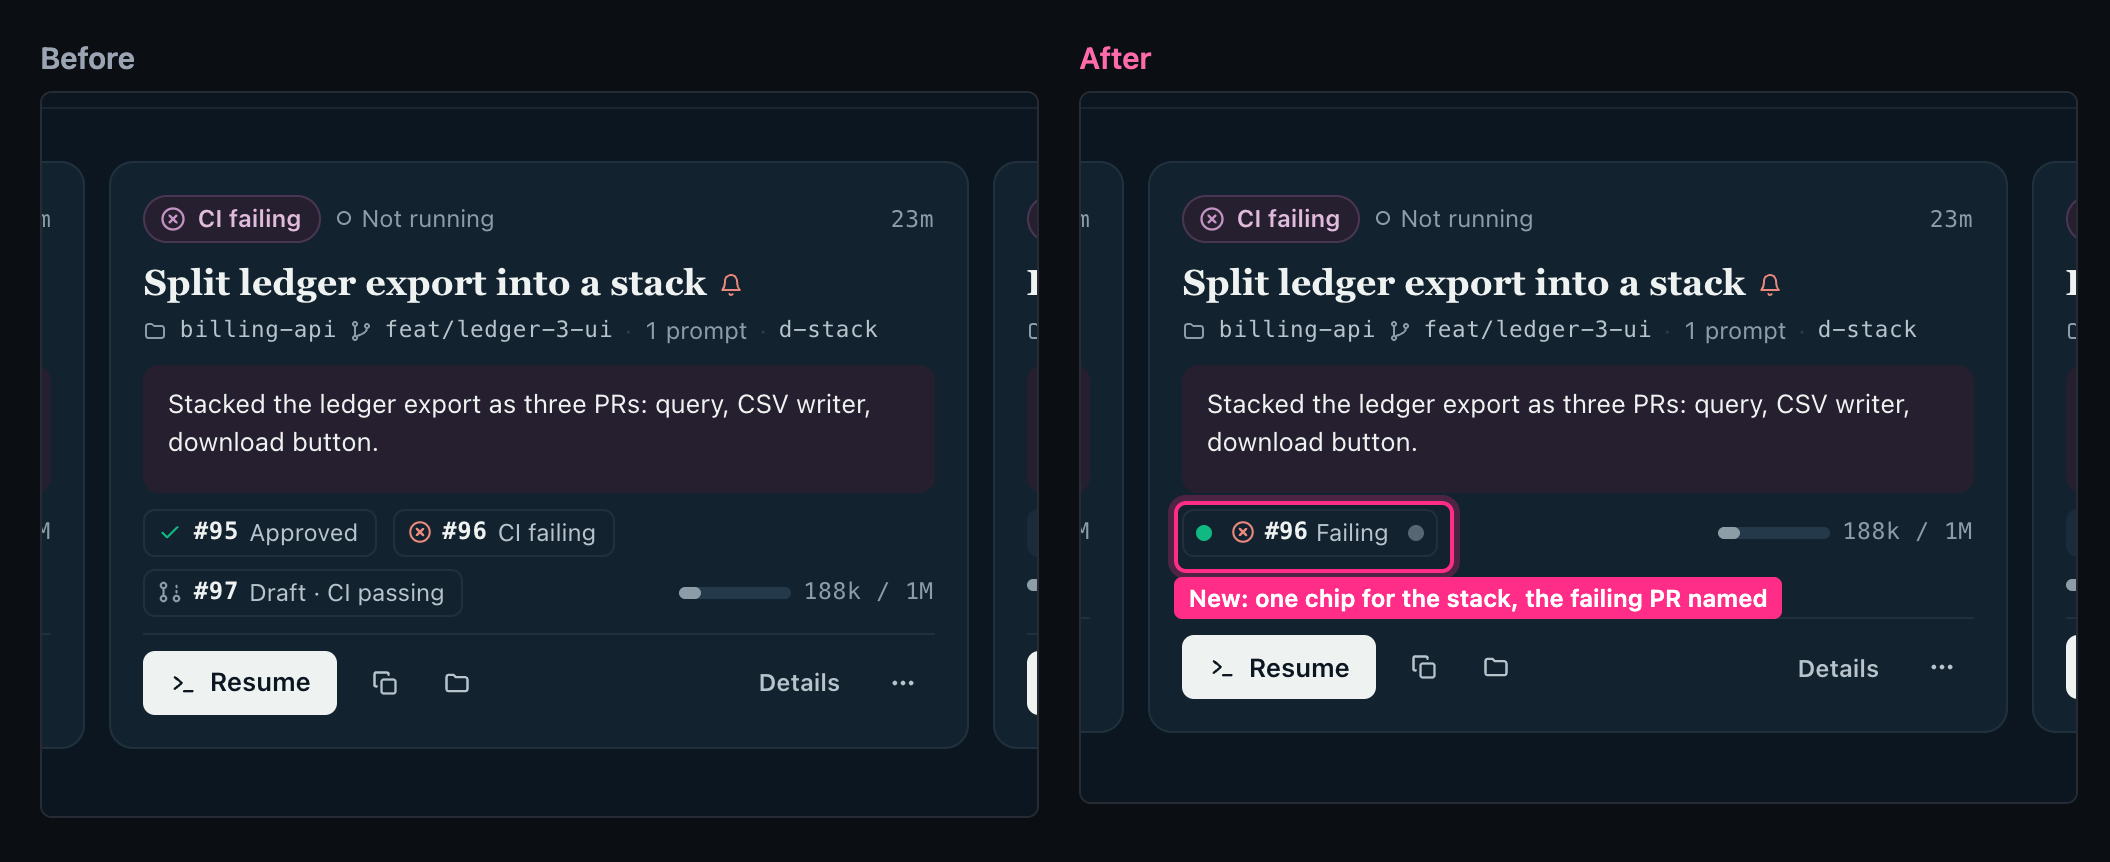 Before
CI failing
Not running
23m
Split ledger export into a stack
billing-api feat/ledger-3-ui · 1 prompt · d-stack
Stacked the ledger export as three PRs: query, CSV writer,
download button.
#95 Approved
#96 CI failing
#97 Draft · CI passing
188k / 1M
Resume
Details
After
CI failing
Not running
23m
Split ledger export into a stack
billing-api feat/ledger-3-ui · 1 prompt · d-stack
Stacked the ledger export as three PRs: query, CSV writer,
download button.
#96 Failing
188k / 1M
New: one chip for the stack, the failing PR named
Resume
Details